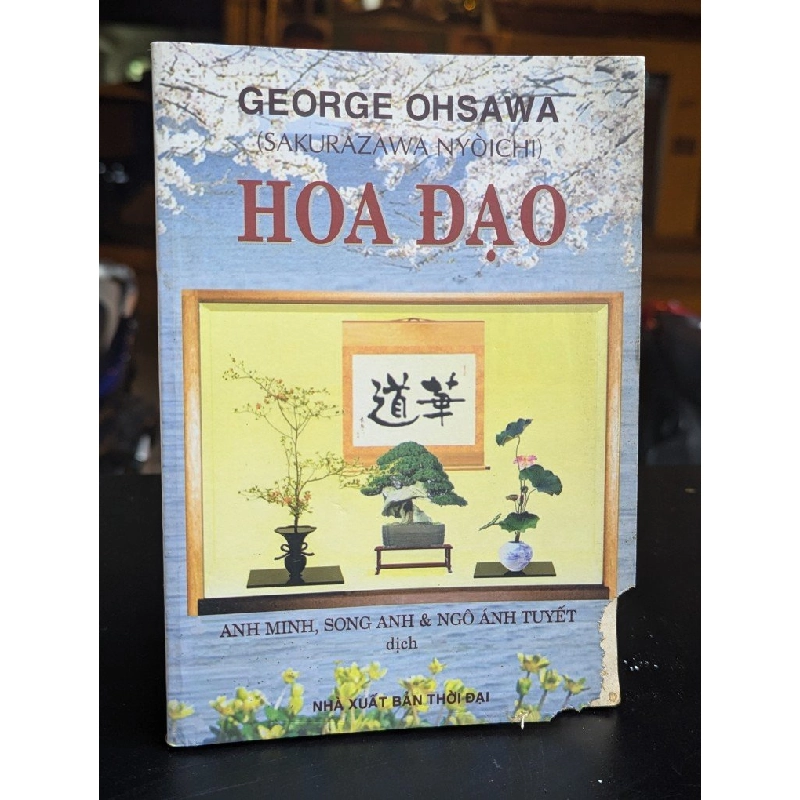 GEORGE OHSAWA
(SAKURAZAWA NYÒICHI)
HOA ĐẠO
道華
ANH MINH, SONG ANH & NGÔ ÁNH TUYẾT
dịch
NHÀ XUẤT BẢN THỜI ĐẠI